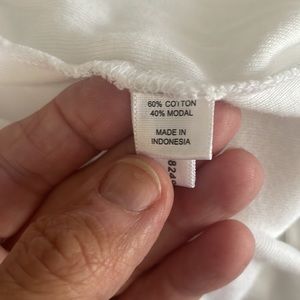 60% COTTON
40% MODAL
MADE IN
INDONESIA